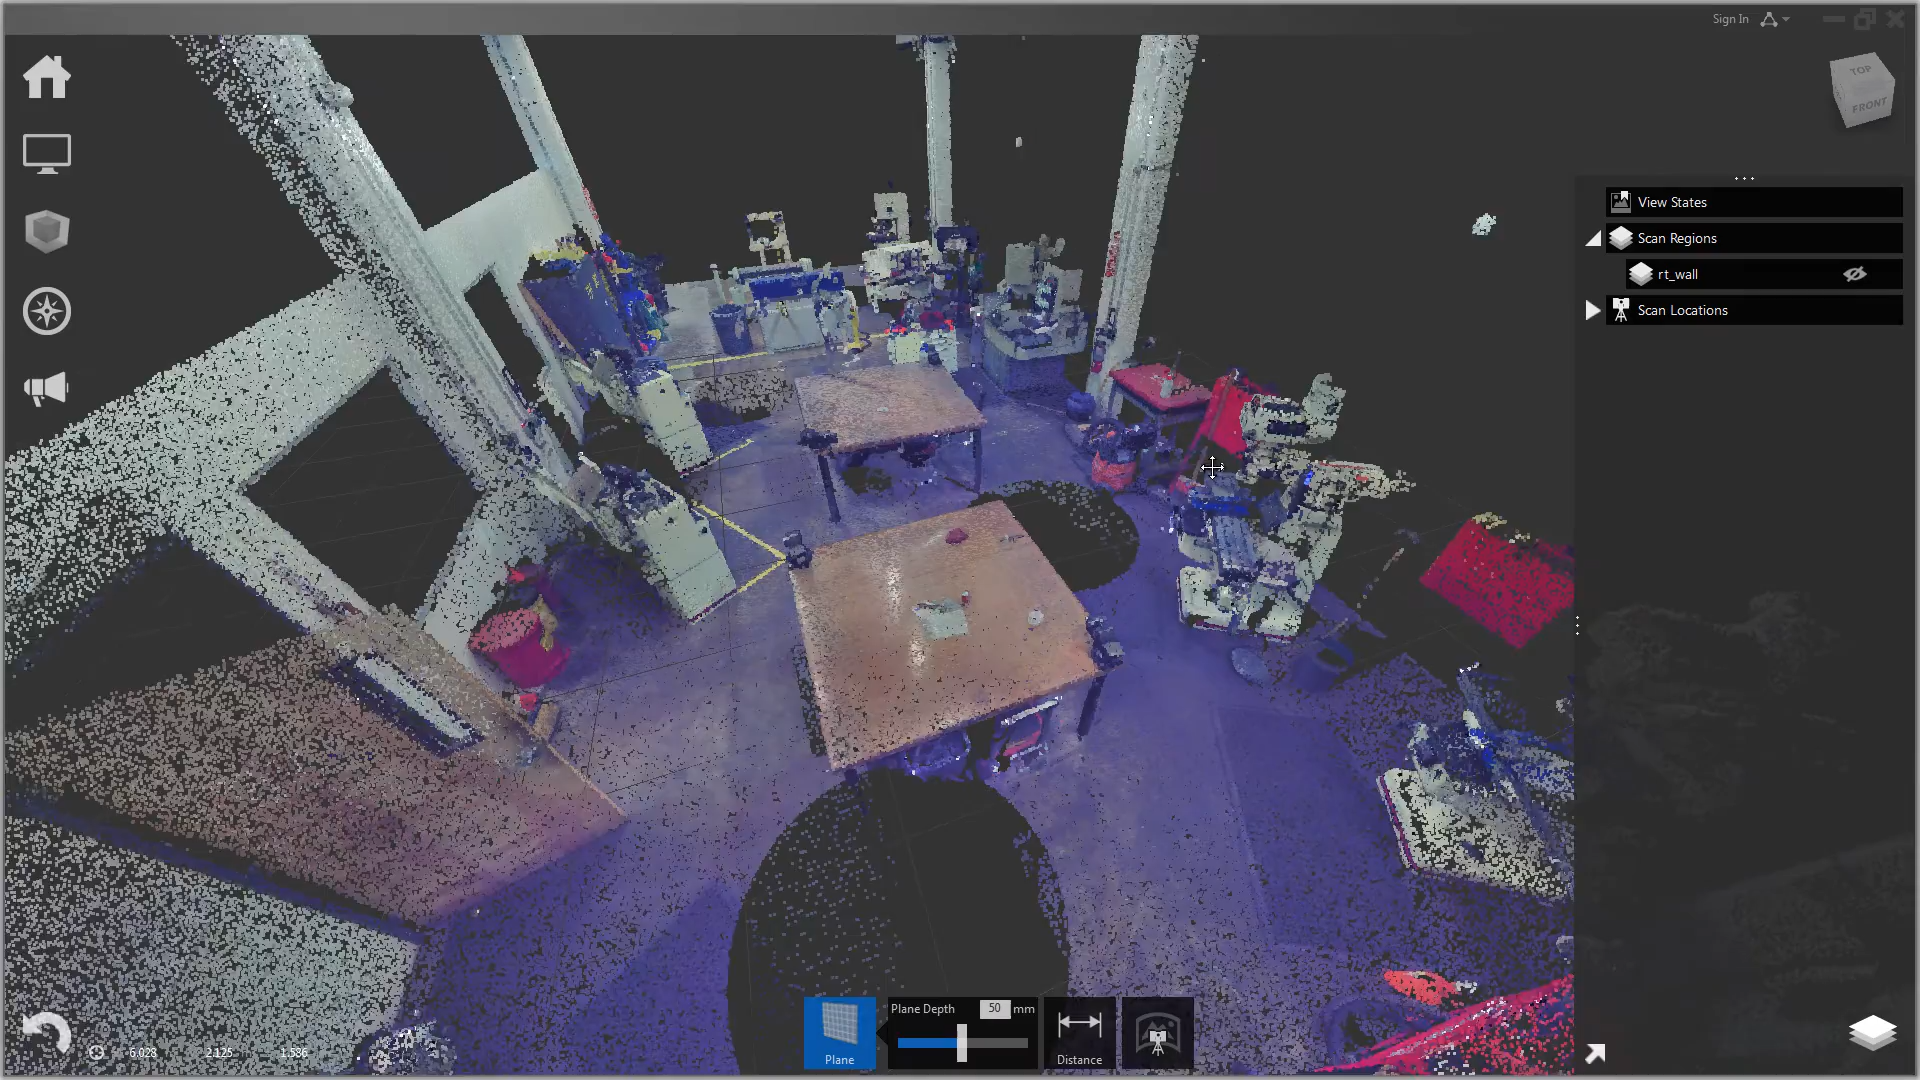 Sign In
TOP
FRONT
View States
Scan Regions
rt_wall
Scan Locations
Plane
Plane Depth 50 mm
Distance
6.028 2.125 1.586